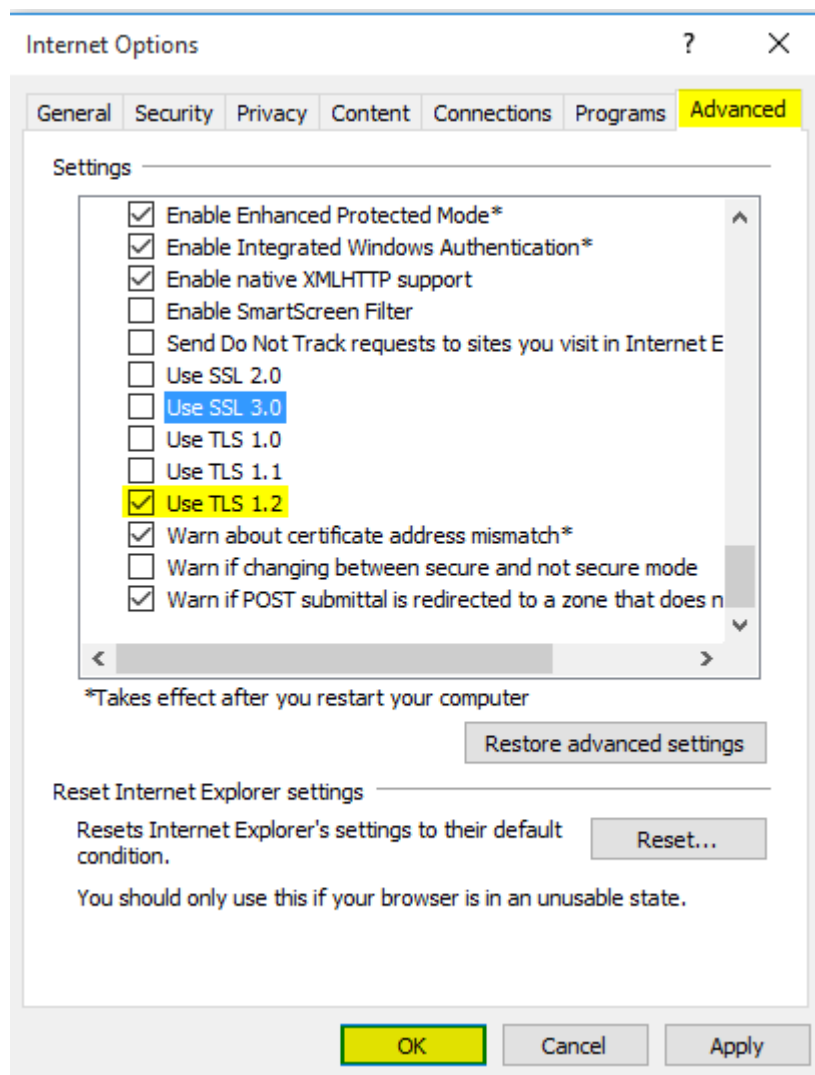 Internet Options ?
General Security Privacy Content Connections Programs Advanced
Settings
Enable Enhanced Protected Mode*
Enable Integrated Windows Authentication*
Enable native XMLHTTP support
Enable SmartScreen Filter
Send Do Not Track requests to sites you visit in Internet E
Use SSL 2.0
Use SSL 3.0
Use TLS 1.0
Use TLS 1.1
Use TLS 1.2
Warn about certificate address mismatch*
Warn if changing between secure and not secure mode
Warn if POST submittal is redirected to a zone that does n
*Takes effect after you restart your computer
Restore advanced settings
Reset Internet Explorer settings
Resets Internet Explorer's settings to their default
condition.
Reset...
You should only use this if your browser is in an unusable state.
OK Cancel Apply